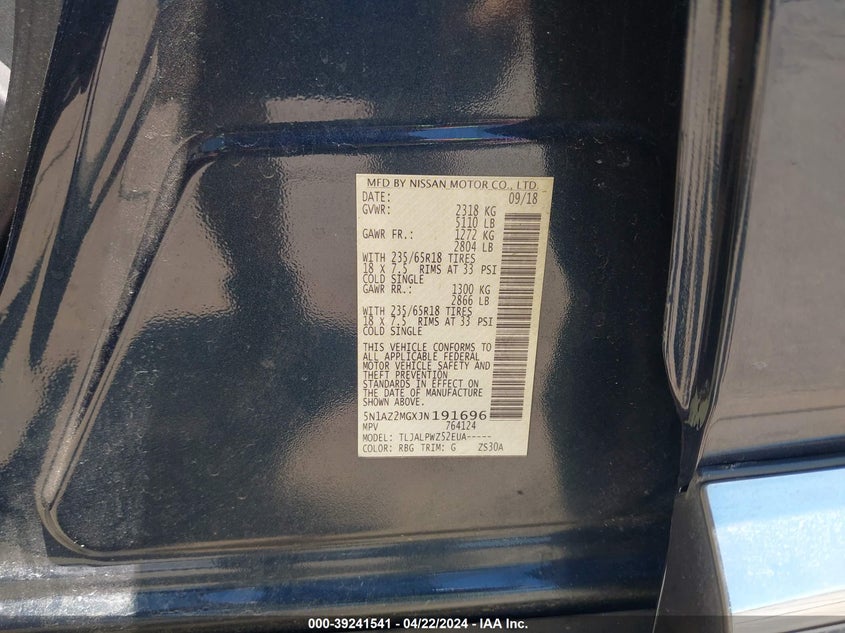 MFD BY NISSAN MOTOR CO., LTD.
DATE: 09/18
GVWR: 2318 KG
5110 LB
GAWR FR.: 1272 KG
2804 LB
WITH 235/65R18 TIRES
18 X 7.5 RIMS AT 33 PSI
COLD SINGLE
GAWR RR.: 1300 KG
2866 LB
WITH 235/65R18 TIRES
18 X 7.5 RIMS AT 33 PSI
COLD SINGLE
THIS VEHICLE CONFORMS TO
ALL APPLICABLE FEDERAL
MOTOR VEHICLE SAFETY AND
THEFT PREVENTION
STANDARDS IN EFFECT ON
THE DATE OF MANUFACTURE
SHOWN ABOVE.
5N1AZ2MGXJN191696
MPV 764124
MODEL: TLJALPWZ52EUA-----
COLOR: RBG TRIM: G ZS30A
000-39241541 - 04/22/2024 - IAA Inc.